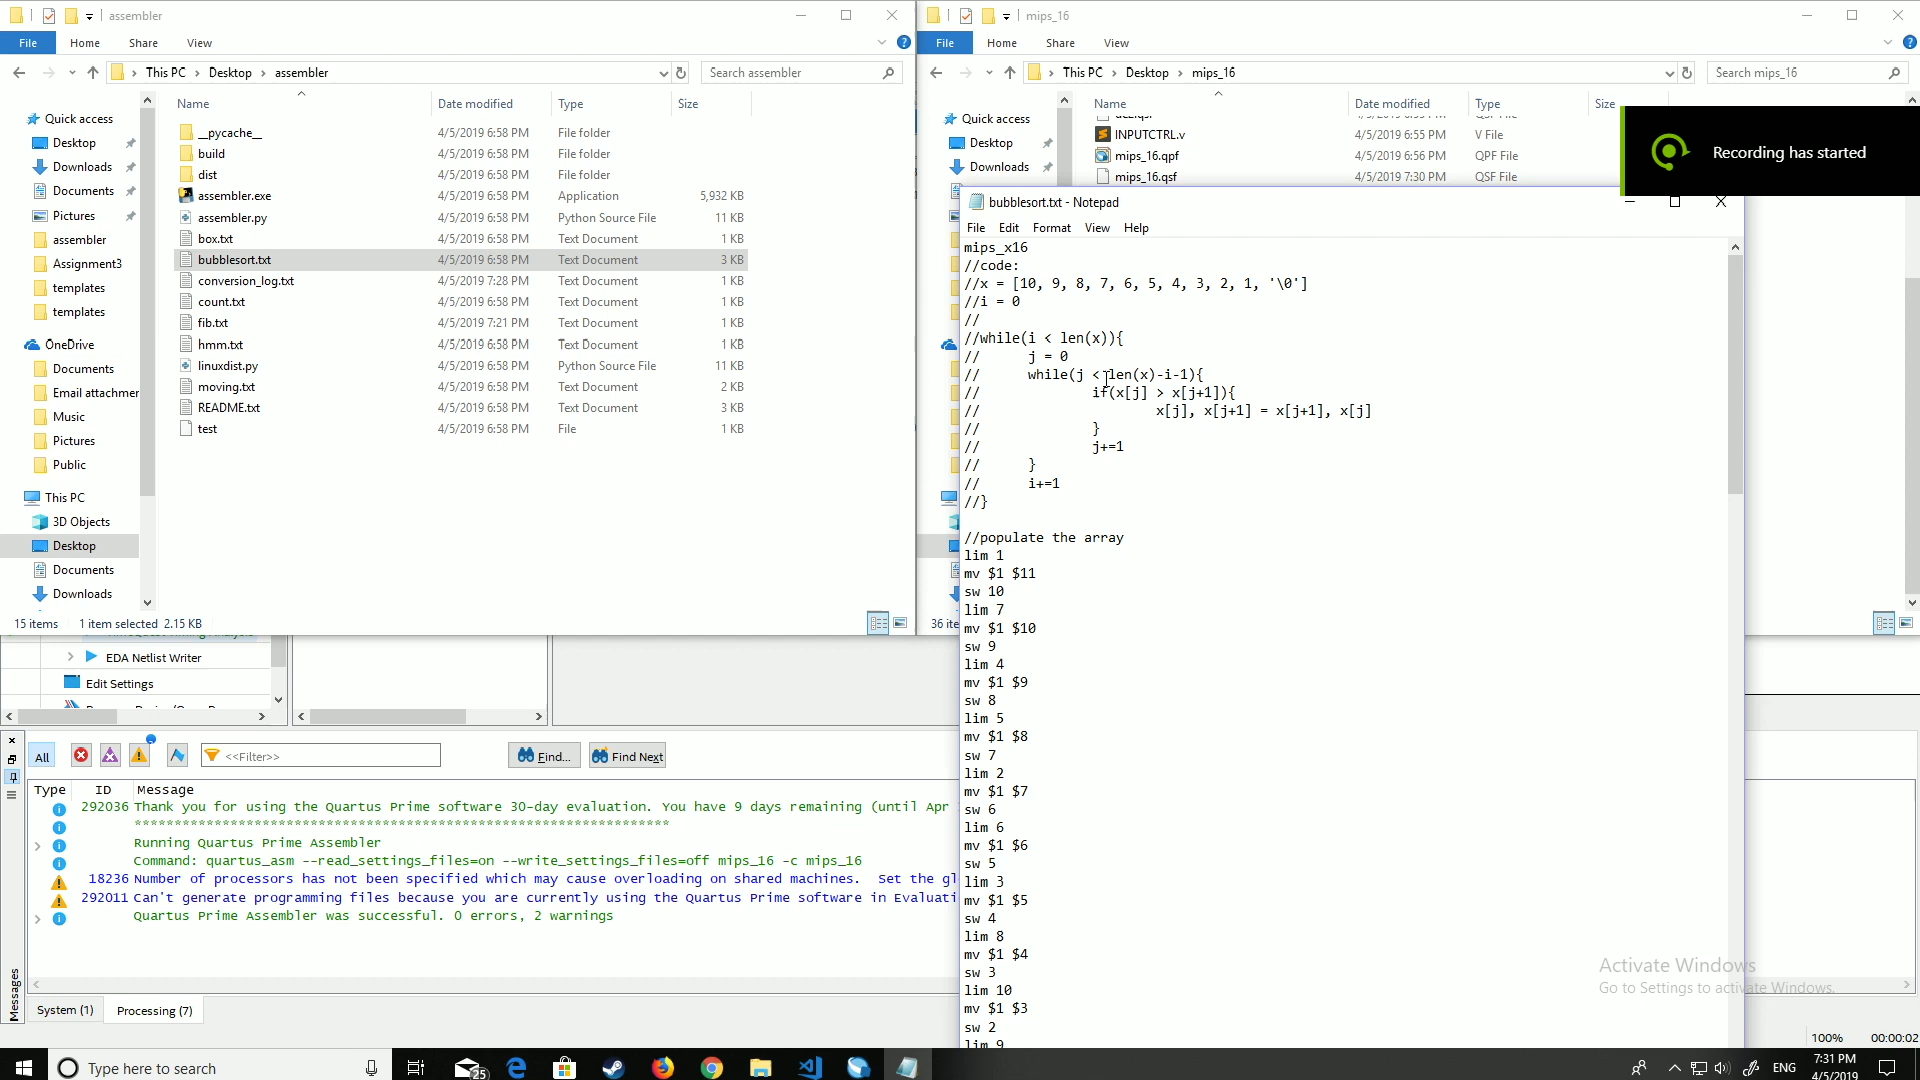 assembler
File
Home
Share
View
This PC
Desktop
assembler
Search assembler
Quick access
Desktop
Downloads
Documents
Pictures
assembler
Assignment3
templates
templates
OneDrive
Documents
Email attachmer
Music
Pictures
Public
This PC
3D Objects
Desktop
Documents
Downloads
Name Date modified Type Size
__pycache__ 4/5/2019 6:58 PM File folder
build 4/5/2019 6:58 PM File folder
dist 4/5/2019 6:58 PM File folder
assembler.exe 4/5/2019 6:58 PM Application 5,932 KB
assembler.py 4/5/2019 6:58 PM Python Source File 11 KB
box.txt 4/5/2019 6:58 PM Text Document 1 KB
bubblesort.txt 4/5/2019 6:58 PM Text Document 3 KB
conversion_log.txt 4/5/2019 7:28 PM Text Document 1 KB
count.txt 4/5/2019 6:58 PM Text Document 1 KB
fib.txt 4/5/2019 7:21 PM Text Document 1 KB
hmm.txt 4/5/2019 6:58 PM Text Document 1 KB
linuxdist.py 4/5/2019 6:58 PM Python Source File 11 KB
moving.txt 4/5/2019 6:58 PM Text Document 2 KB
README.txt 4/5/2019 6:58 PM Text Document 3 KB
test 4/5/2019 6:58 PM File 1 KB
15 items 1 item selected 2.15 KB
mips_16
File
Home
Share
View
This PC
Desktop
mips_16
Search mips_16
Quick access
Desktop
Downloads
Name Date modified Type Size
INPUTCTRL.v 4/5/2019 6:55 PM V File
mips_16.qpf 4/5/2019 6:56 PM QPF File
mips_16.qsf 4/5/2019 7:30 PM QSF File
36 ite
Recording has started
bubblesort.txt - Notepad
File Edit Format View Help
mips_x16
//code:
//x = [10, 9, 8, 7, 6, 5, 4, 3, 2, 1, '\0']
//i = 0
//
//while(i < len(x)){
// j = 0
// while(j < len(x)-i-1){
// if(x[j] > x[j+1]){
// x[j], x[j+1] = x[j+1], x[j]
// }
// j+=1
// }
// i+=1
//}
//populate the array
lim 1
mv $1 $11
sw 10
lim 7
mv $1 $10
sw 9
lim 4
mv $1 $9
sw 8
lim 5
mv $1 $8
sw 7
lim 2
mv $1 $7
sw 6
lim 6
mv $1 $6
sw 5
lim 3
mv $1 $5
sw 4
lim 8
mv $1 $4
sw 3
lim 10
mv $1 $3
sw 2
lim 9
EDA Netlist Writer
Edit Settings
All
<<Filter>>
Find...
Find Next
Type ID Message
292036 Thank you for using the Quartus Prime software 30-day evaluation. You have 9 days remaining (until Apr
*******************************************************************
Running Quartus Prime Assembler
Command: quartus_asm --read_settings_files=on --write_settings_files=off mips_16 -c mips_16
18236 Number of processors has not been specified which may cause overloading on shared machines. Set the gl
292011 Can't generate programming files because you are currently using the Quartus Prime software in Evaluati
Quartus Prime Assembler was successful. 0 errors, 2 warnings
Messages
System (1)
Processing (7)
Activate Windows
Go to Settings to activate Windows.
100% 00:00:02
Type here to search
25
ENG
7:31 PM
4/5/2019